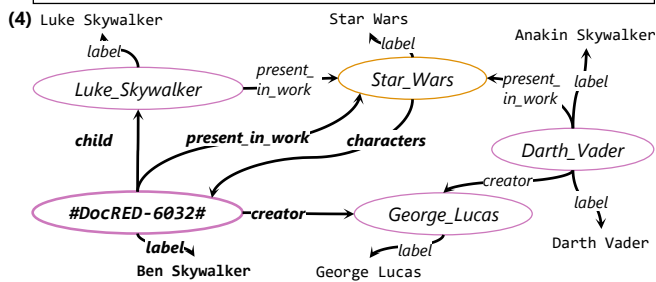 (4) Luke Skywalker
Star Wars
Anakin Skywalker
label
label
label
Luke_Skywalker
present_
in_work
Star_Wars
present_
in_work
child
present_in_work
characters
Darth_Vader
#DocRED-6032#
creator
George_Lucas
creator
label
label
label
Ben Skywalker
George Lucas
Darth Vader